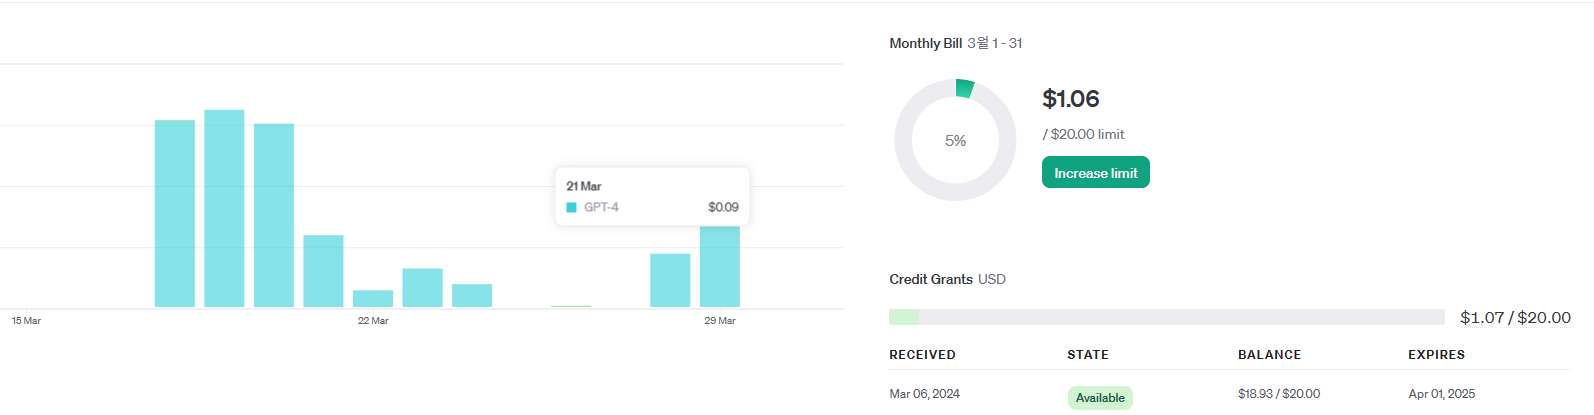 Monthly Bill 3월 1 - 31
5%
$1.06
/ $20.00 limit
Increase limit
21 Mar
GPT-4 $0.09
15 Mar 22 Mar 29 Mar
Credit Grants USD
$1.07 / $20.00
RECEIVED STATE BALANCE EXPIRES
Mar 06, 2024 Available $18.93 / $20.00 Apr 01, 2025